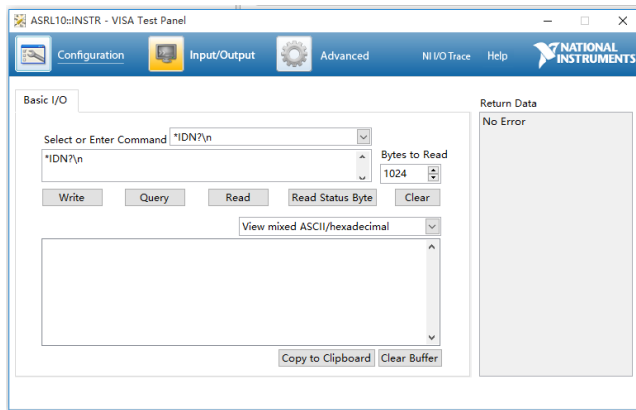 ASRL10::INSTR - VISA Test Panel
Configuration
Input/Output
Advanced
NI I/O Trace
Help
NATIONAL
INSTRUMENTS
Basic I/O
Return Data
No Error
Select or Enter Command
*IDN?\n
*IDN?\n
Bytes to Read
1024
Write
Query
Read
Read Status Byte
Clear
View mixed ASCII/hexadecimal
Copy to Clipboard
Clear Buffer